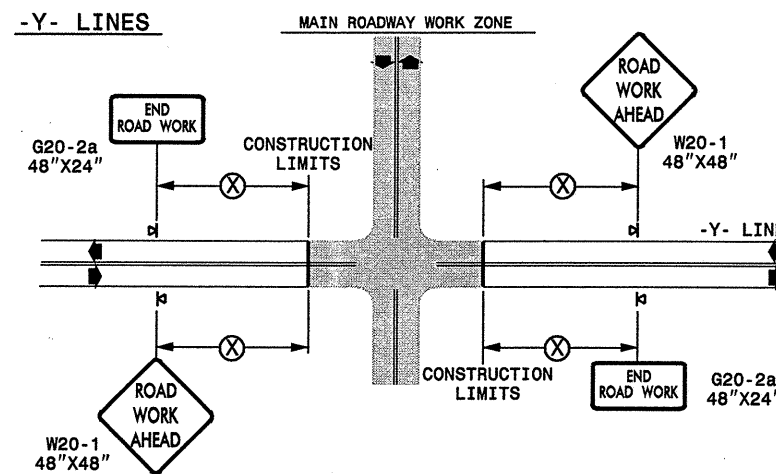 -Y- LINES
MAIN ROADWAY WORK ZONE
END
ROAD WORK
G20-2a
48"X24"
CONSTRUCTION
LIMITS
X
X
ROAD
WORK
AHEAD
W20-1
48"X48"
-Y- LIN
X
X
ROAD
WORK
AHEAD
W20-1
48"X48"
CONSTRUCTION
LIMITS
END
ROAD WORK
G20-2a
48"X24"